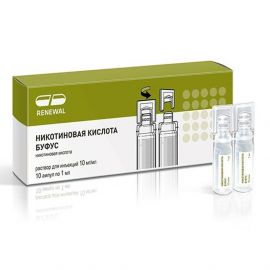 RENEWAL
НИКОТИНОВАЯ КИСЛОТА
БУФУС
никотиновая кислота
раствор для инъекций 10 мг/мл
10 ампул по 1 мл